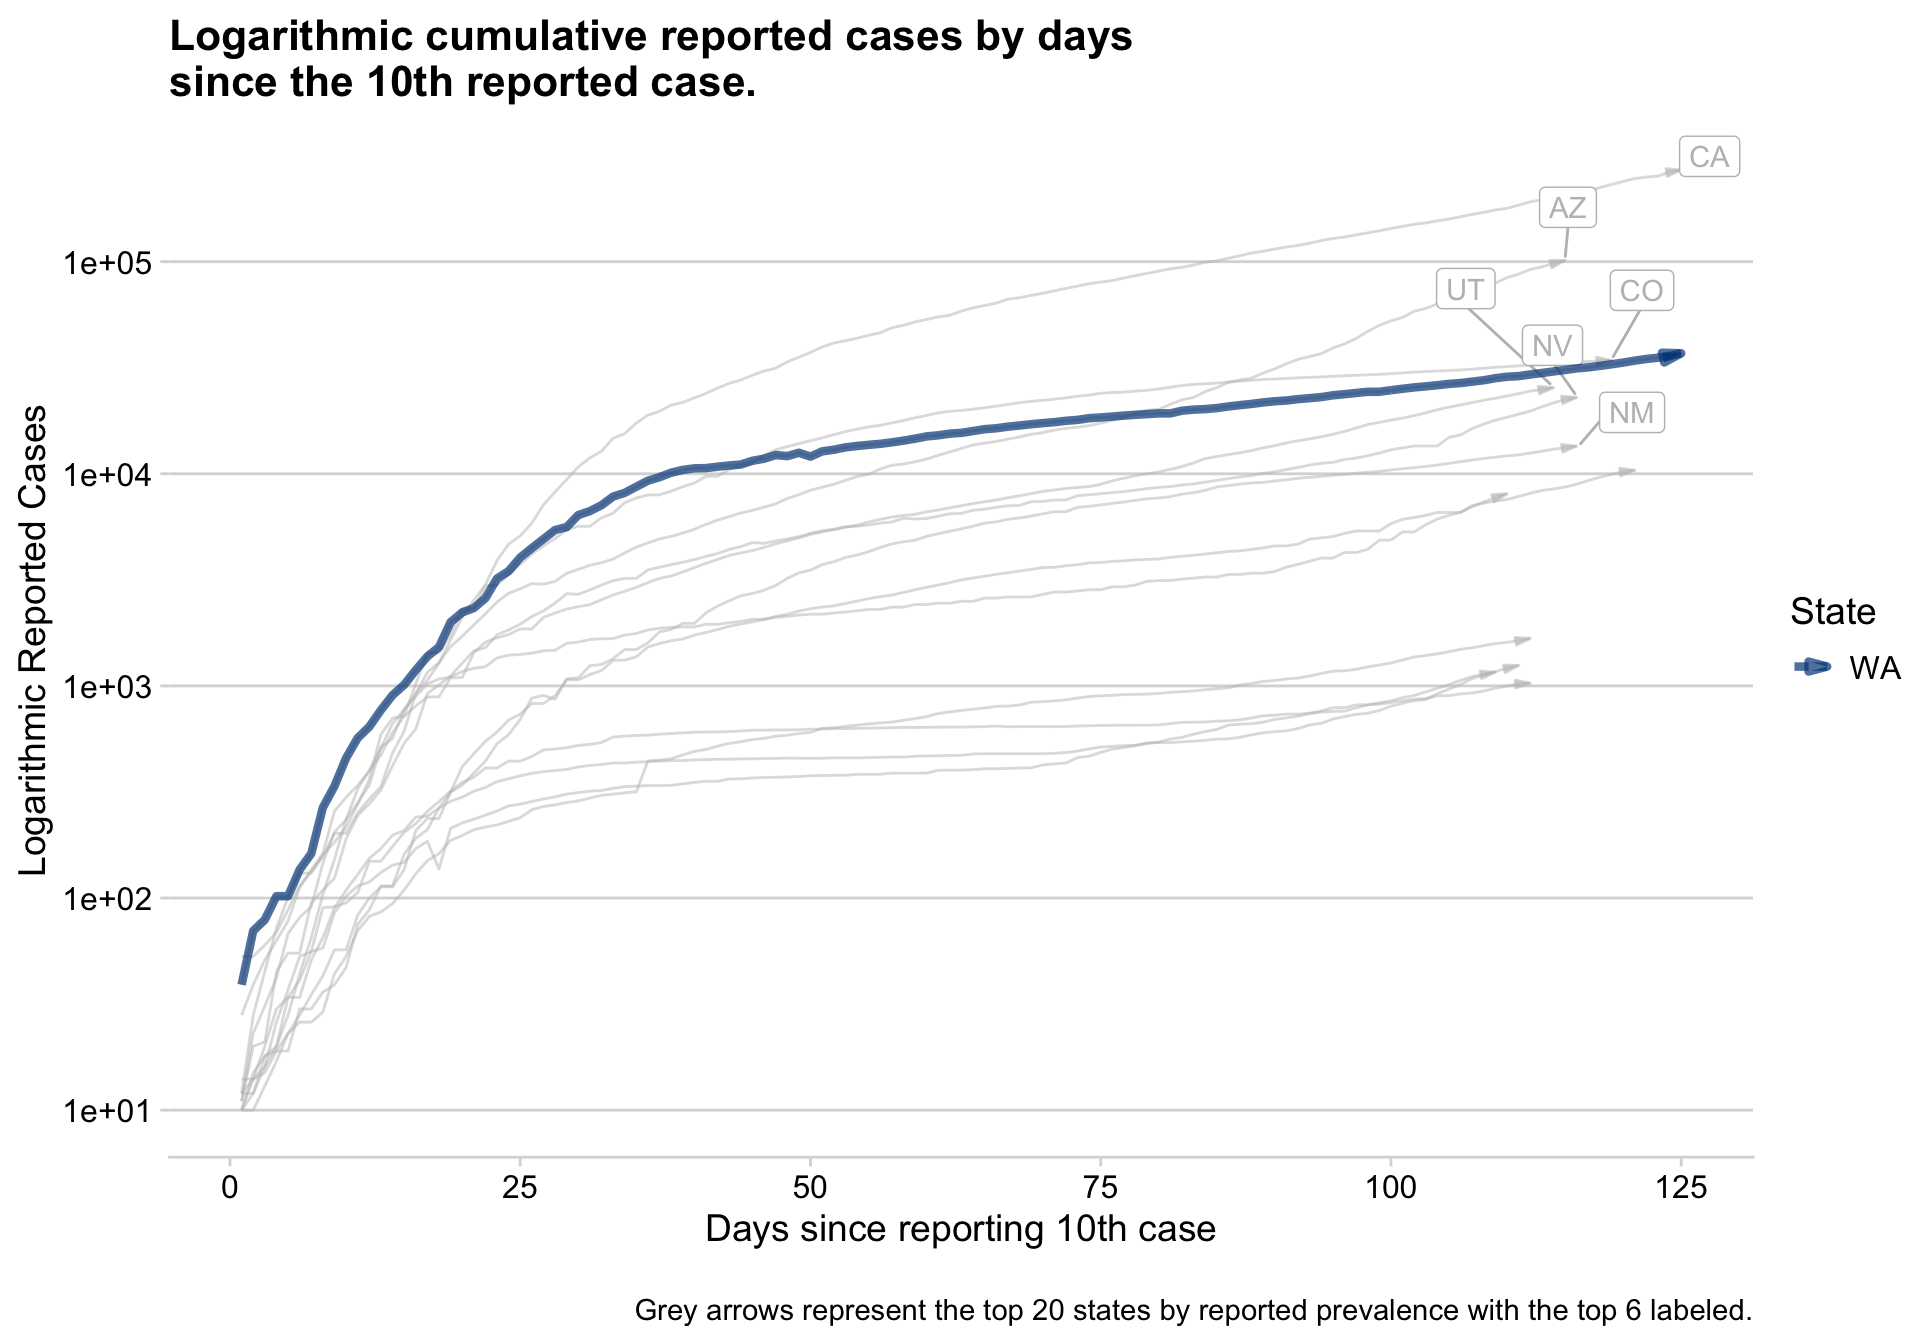 Logarithmic cumulative reported cases by days
since the 10th reported case.
CA
AZ
1e+05
UT
CO
NV
NM
1e+04
Logarithmic Reported Cases
State
WA
1e+03
1e+02
1e+01
0 25 50 75 100 125
Days since reporting 10th case
Grey arrows represent the top 20 states by reported prevalence with the top 6 labeled.